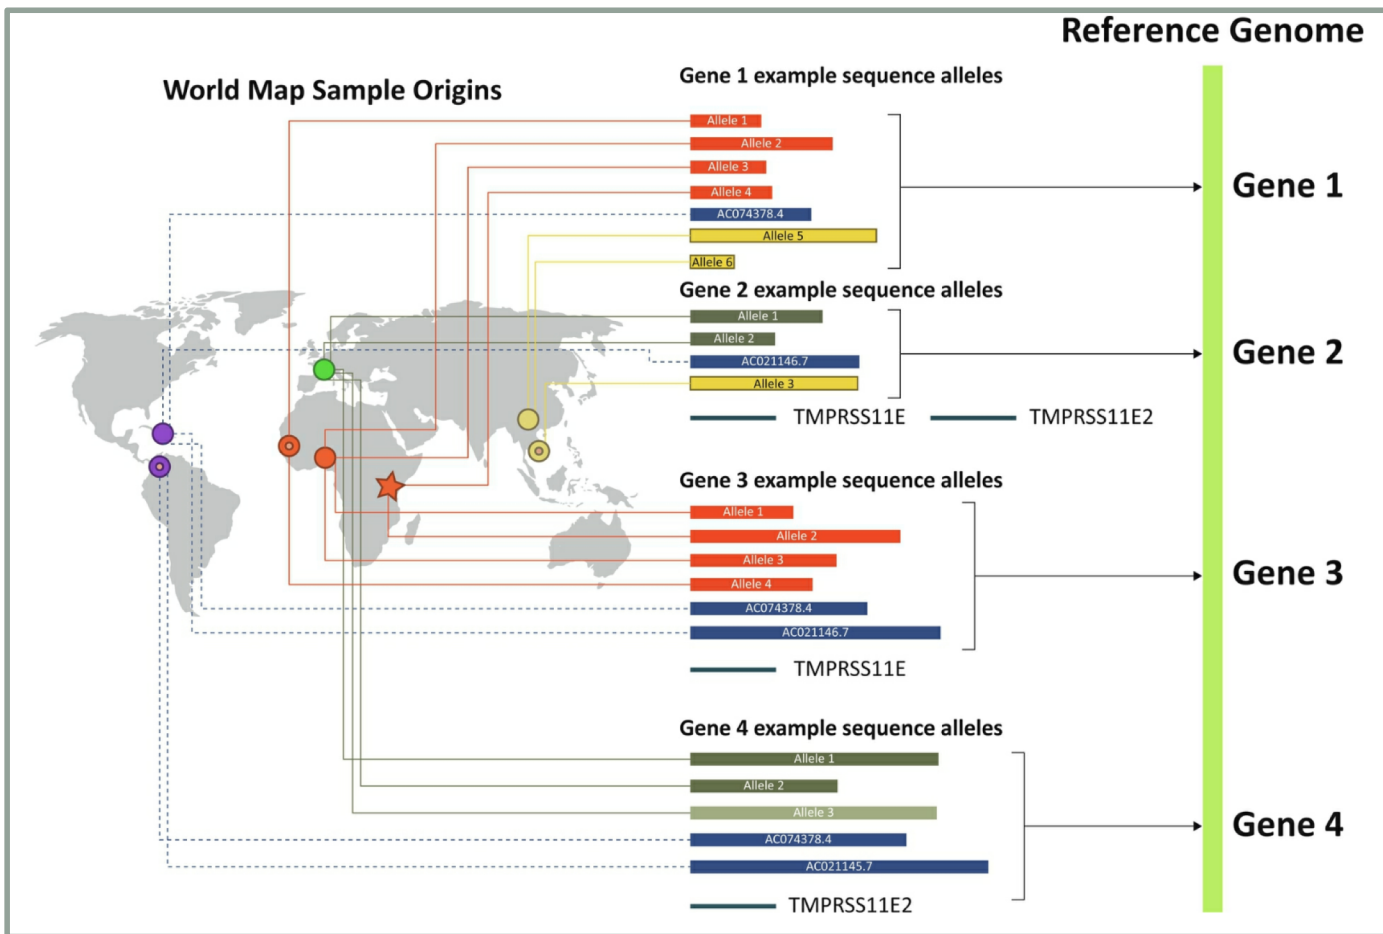 Reference Genome
World Map Sample Origins
Gene 1 example sequence alleles
Allele 1
Allele 2
Allele 3
Allele 4
AC074378.4
Allele 5
Allele 6
Gene 1
Gene 2 example sequence alleles
Allele 1
Allele 2
AC021146.7
Allele 3
TMPRSS11E TMPRSS11E2
Gene 2
Gene 3 example sequence alleles
Allele 1
Allele 2
Allele 3
Allele 4
AC074378.4
AC021146.7
TMPRSS11E
Gene 3
Gene 4 example sequence alleles
Allele 1
Allele 2
Allele 3
AC074378.4
AC021145.7
TMPRSS11E2
Gene 4